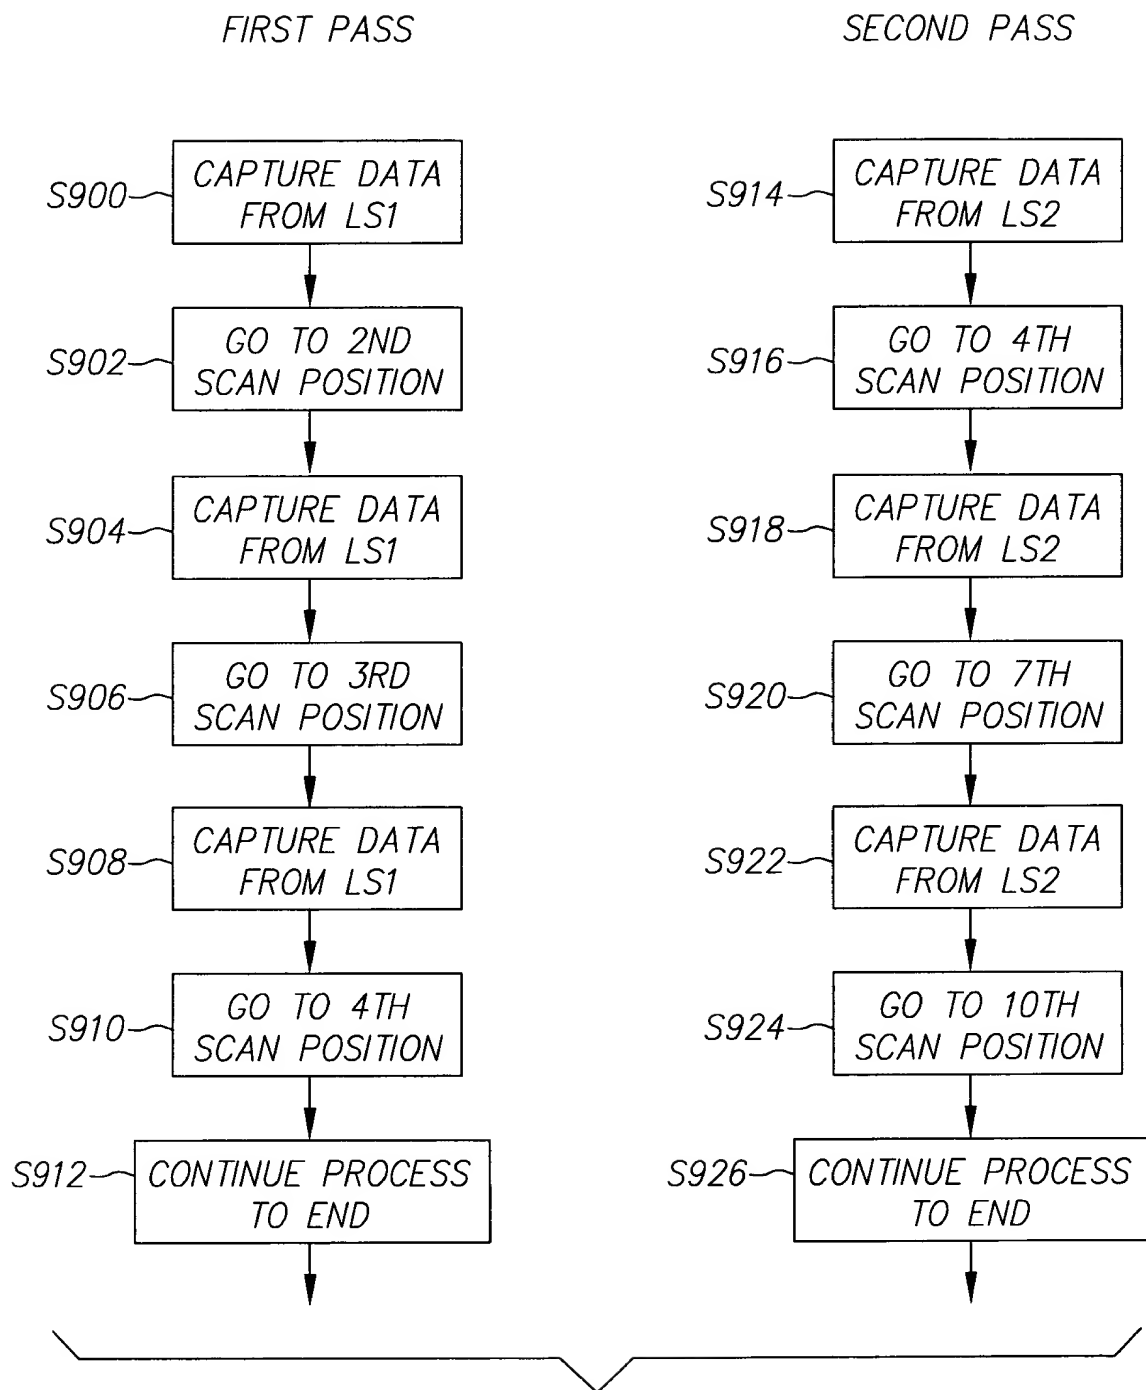 FIRST PASS
S900
CAPTURE DATA
FROM LS1
S902
GO TO 2ND
SCAN POSITION
S904
CAPTURE DATA
FROM LS1
S906
GO TO 3RD
SCAN POSITION
S908
CAPTURE DATA
FROM LS1
S910
GO TO 4TH
SCAN POSITION
S912
CONTINUE PROCESS
TO END
SECOND PASS
S914
CAPTURE DATA
FROM LS2
S916
GO TO 4TH
SCAN POSITION
S918
CAPTURE DATA
FROM LS2
S920
GO TO 7TH
SCAN POSITION
S922
CAPTURE DATA
FROM LS2
S924
GO TO 10TH
SCAN POSITION
S926
CONTINUE PROCESS
TO END